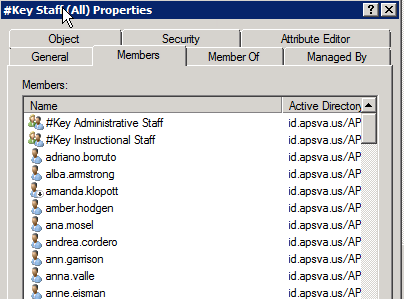 #Key Staff (All) Properties
Object Security Attribute Editor
General Members Member Of Managed By
Members:
Name Active Directory
#Key Administrative Staff id.apsva.us/AP
#Key Instructional Staff id.apsva.us/AP
adriano.borruto id.apsva.us/AP
alba.armstrong id.apsva.us/AP
amanda.klopott id.apsva.us/AP
amber.hodgen id.apsva.us/AP
ana.mosel id.apsva.us/AP
andrea.cordero id.apsva.us/AP
ann.garrison id.apsva.us/AP
anna.valle id.apsva.us/AP
anne.eisman id.apsva.us/AP